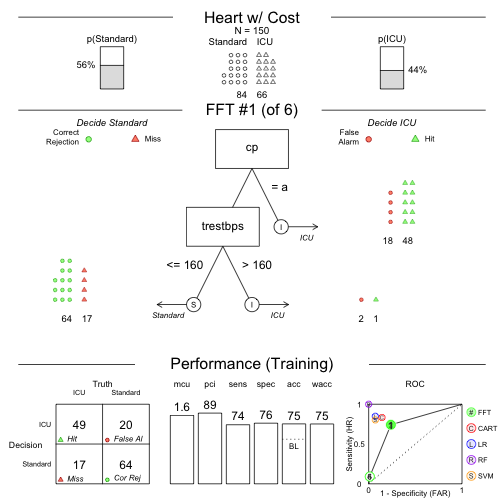 Heart w/ Cost
N = 150
p(Standard)
Standard ICU
p(ICU)
56%
44%
84 66
FFT #1 (of 6)
Decide Standard
Decide ICU
Correct
Rejection
Miss
False
Alarm
Hit
cp
= a
trestbps
I
ICU
18 48
<= 160
> 160
S
I
Standard
ICU
64 17
2 1
Performance (Training)
Truth
ICU Standard
mcu pci sens spec acc wacc
ROC
1.6 89 74 76 75 75
BL
ICU
49
Hit
20
False Al
Decision
Standard
17
Miss
64
Cor Rej
1
Sensitivity (HR)
0
0
1
1 - Specificity (FAR)
R
L
C
S
1
6
# FFT
C CART
L LR
R RF
S SVM